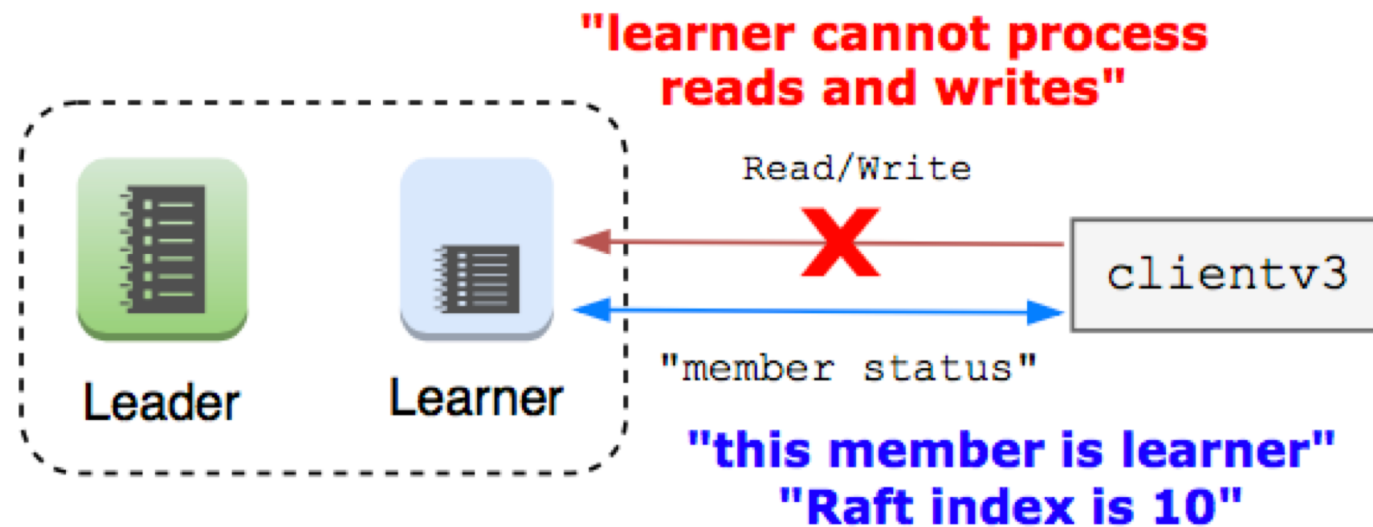 "learner cannot process
reads and writes"
Read/Write
clientv3
"member status"
Leader
Learner
"this member is learner"
"Raft index is 10"